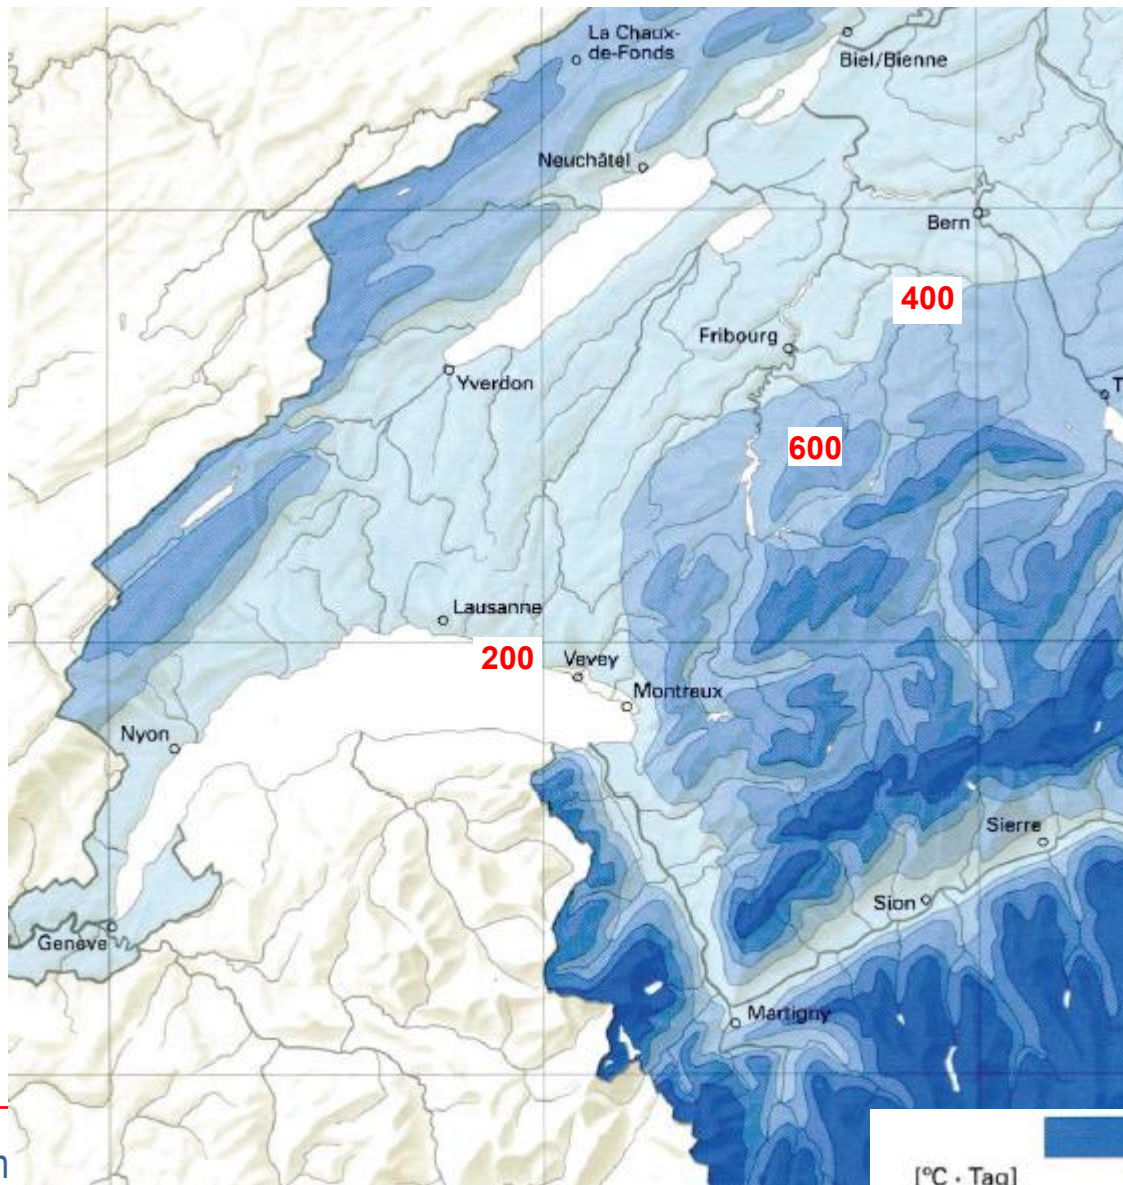 La Chaux-
de-Fonds
Biel/Bienne
Neuchâtel
Bern
400
Fribourg
Yverdon
T
600
Lausanne
200
Vevey
Montreux
Nyon
Sierre
Sion
Genève
Martigny
n
[°C · Tag]